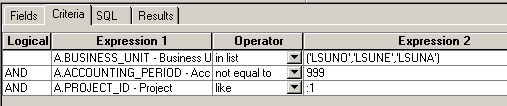 Fields Criteria SQL Results
Logical Expression 1 Operator Expression 2
A.BUSINESS_UNIT - Business U in list ('LSUNO','LSUNE','LSUNA')
AND A.ACCOUNTING_PERIOD - Acc not equal to 999
AND A.PROJECT_ID - Project like :1